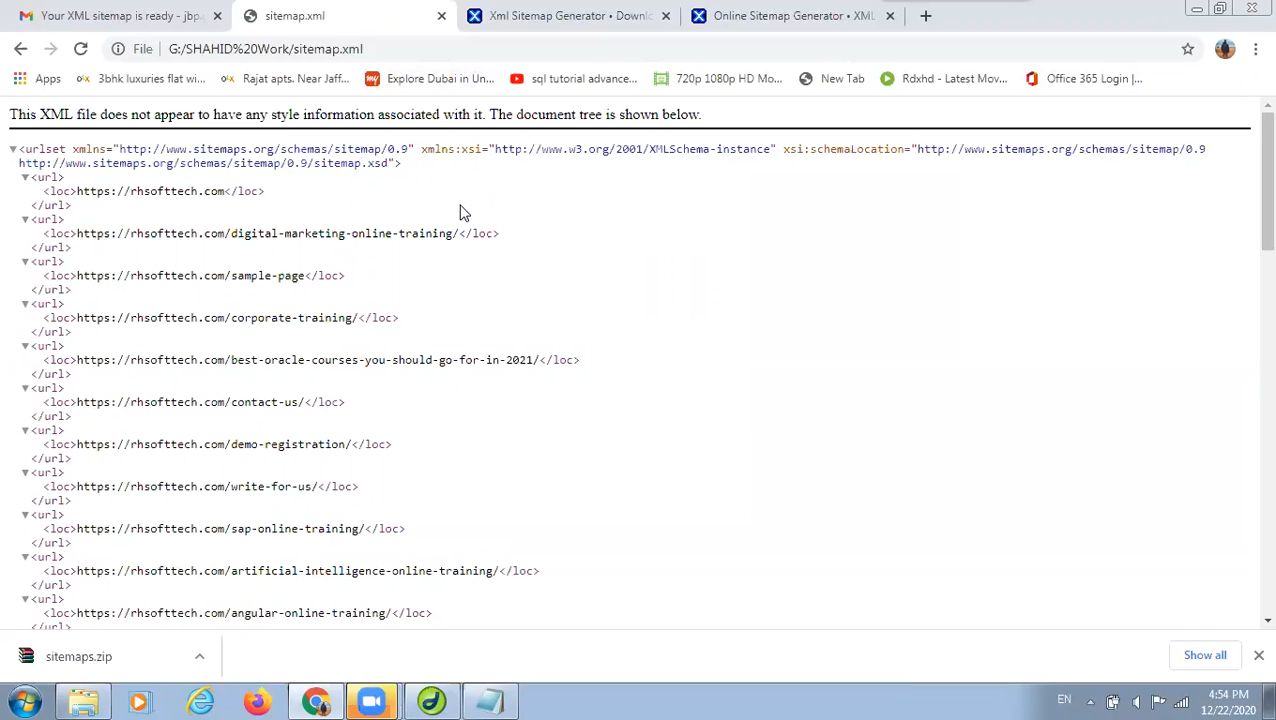 Your XML sitemap is ready - jbp.
sitemap.xml
Xml Sitemap Generator - Downlo
Online Sitemap Generator • XML
File
G:/SHAHID%20Work/sitemap.xml
Apps
3bhk luxuries flat wi...
Rajat apts. Near Jaff...
Explore Dubai in Un...
sql tutorial advance...
720p 1080p HD Mo...
New Tab
Rdxhd - Latest Mov...
Office 365 Login |...
This XML file does not appear to have any style information associated with it. The document tree is shown below.
<urlset xmlns="http://www.sitemaps.org/schemas/sitemap/0.9" xmlns:xsi="http://www.w3.org/2001/XMLSchema-instance" xsi:schemaLocation="http://www.sitemaps.org/schemas/sitemap/0.9
http://www.sitemaps.org/schemas/sitemap/0.9/sitemap.xsd">
<url>
<loc>https://rhsofttech.com</loc>
</url>
<url>
<loc>https://rhsofttech.com/digital-marketing-online-training/</loc>
</url>
<url>
<loc>https://rhsofttech.com/sample-page</loc>
</url>
<url>
<loc>https://rhsofttech.com/corporate-training/</loc>
</url>
<url>
<loc>https://rhsofttech.com/best-oracle-courses-you-should-go-for-in-2021/</loc>
</url>
<url>
<loc>https://rhsofttech.com/contact-us/</loc>
</url>
<url>
<loc>https://rhsofttech.com/demo-registration/</loc>
</url>
<url>
<loc>https://rhsofttech.com/write-for-us/</loc>
</url>
<url>
<loc>https://rhsofttech.com/sap-online-training/</loc>
</url>
<url>
<loc>https://rhsofttech.com/artificial-intelligence-online-training/</loc>
</url>
<url>
<loc>https://rhsofttech.com/angular-online-training/</loc>
</url>
sitemaps.zip
Show all
EN
4:54 PM
12/22/2020